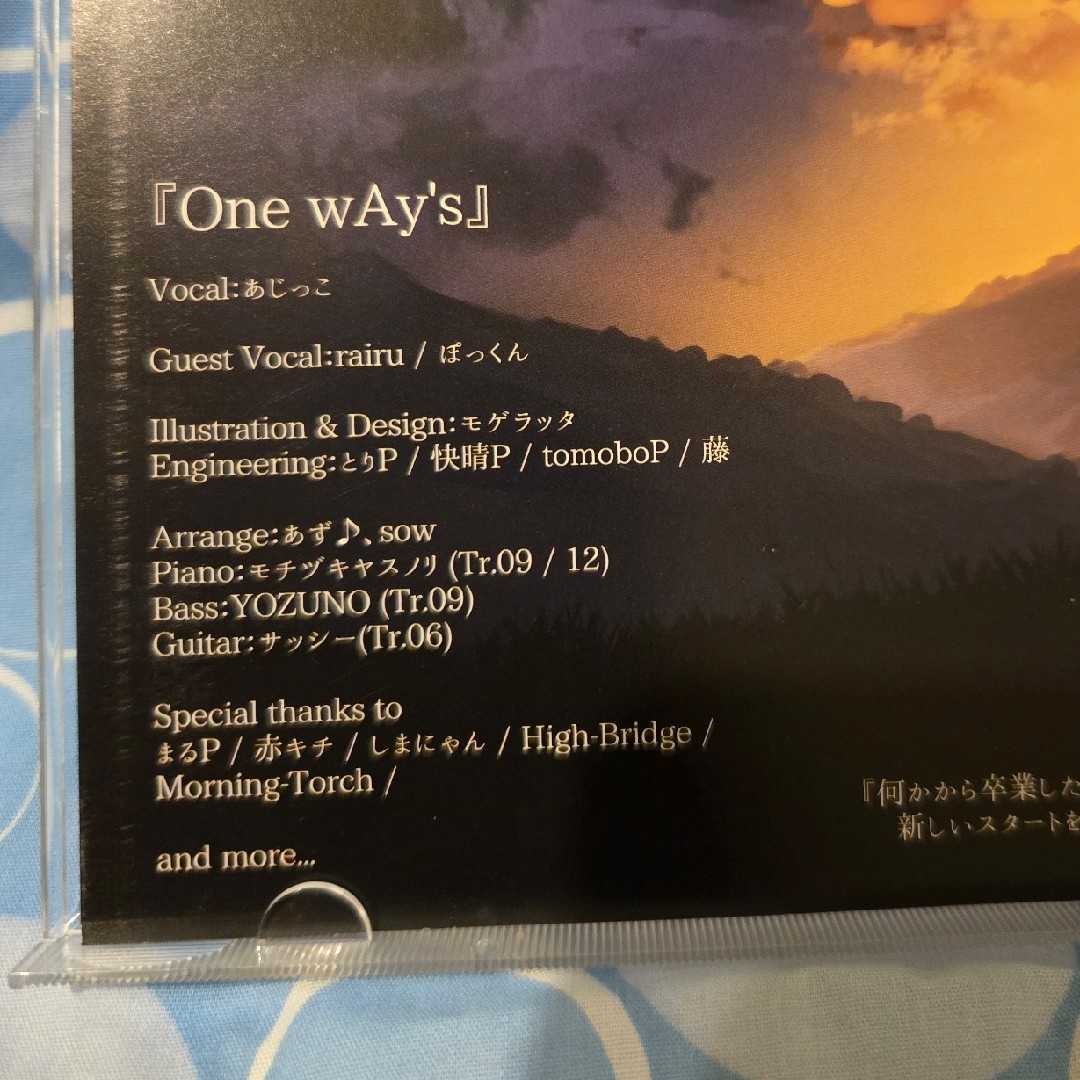 『One wAy's』
Vocal:あじっこ
Guest Vocal:rairu / ぽっくん
Illustration & Design:モゲラッタ
Engineering:とりP / 快晴P / tomoboP / 藤
Arrange:あず♪、sow
Piano:モチヅキヤスノリ (Tr.09 / 12)
Bass:YOZUNO (Tr.09)
Guitar:サッシー(Tr.06)
Special thanks to
まるP / 赤キチ / しまにゃん / High-Bridge /
Morning-Torch /
and more...
『何かから卒業した
新しいスタートを